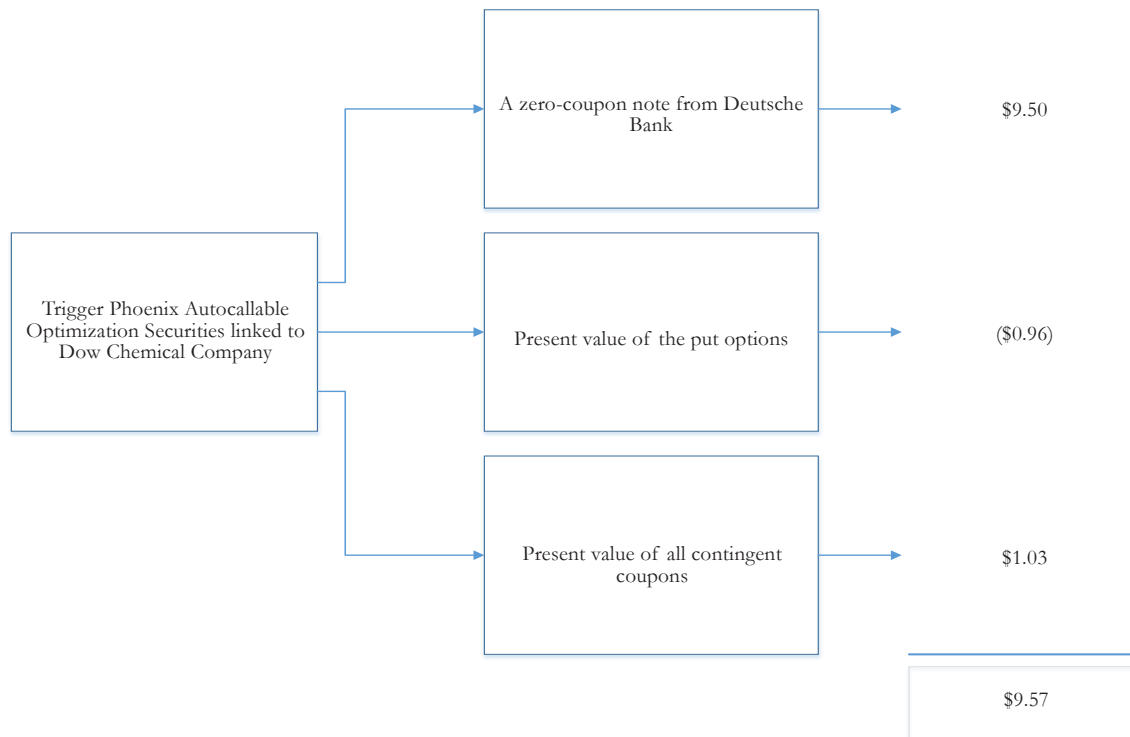 A zero-coupon note from Deutsche
Bank
$9.50
Trigger Phoenix Autocallable
Optimization Securities linked to
Dow Chemical Company
Present value of the put options
($0.96)
Present value of all contingent
coupons
$1.03
$9.57